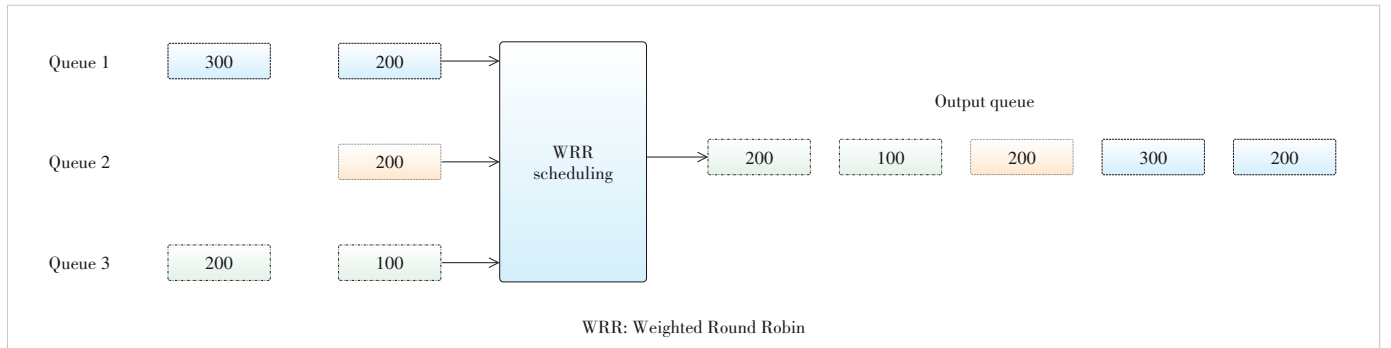 Queue 1
300
200
Output queue
Queue 2
200
WRR
scheduling
200
100
200
300
200
Queue 3
200
100
WRR: Weighted Round Robin